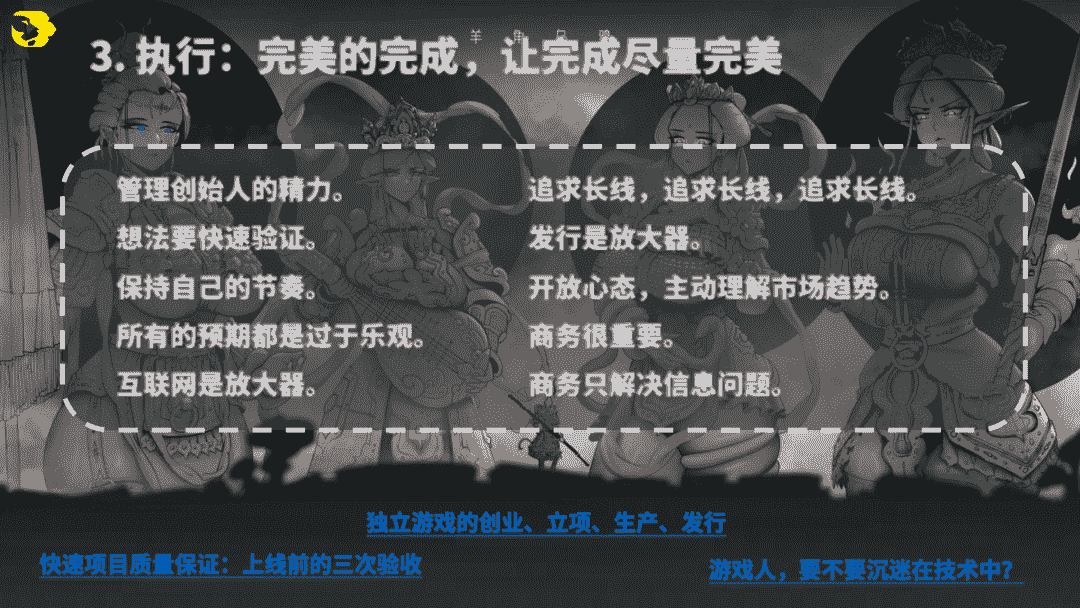 3. 执行：完美的完成，让完成尽量完美
管理创始人的精力。
想法要快速验证。
保持自己的节奏。
所有的预期都是过于乐观。
互联网是放大器。
追求长线，追求长线，追求长线。
发行是放大器。
开放心态，主动理解市场趋势。
商务很重要。
商务只解决信息问题。
独立游戏的创业、立项、生产、发行
快速项目质量保证：上线前的三次验收
游戏人，要不要沉迷在技术中？